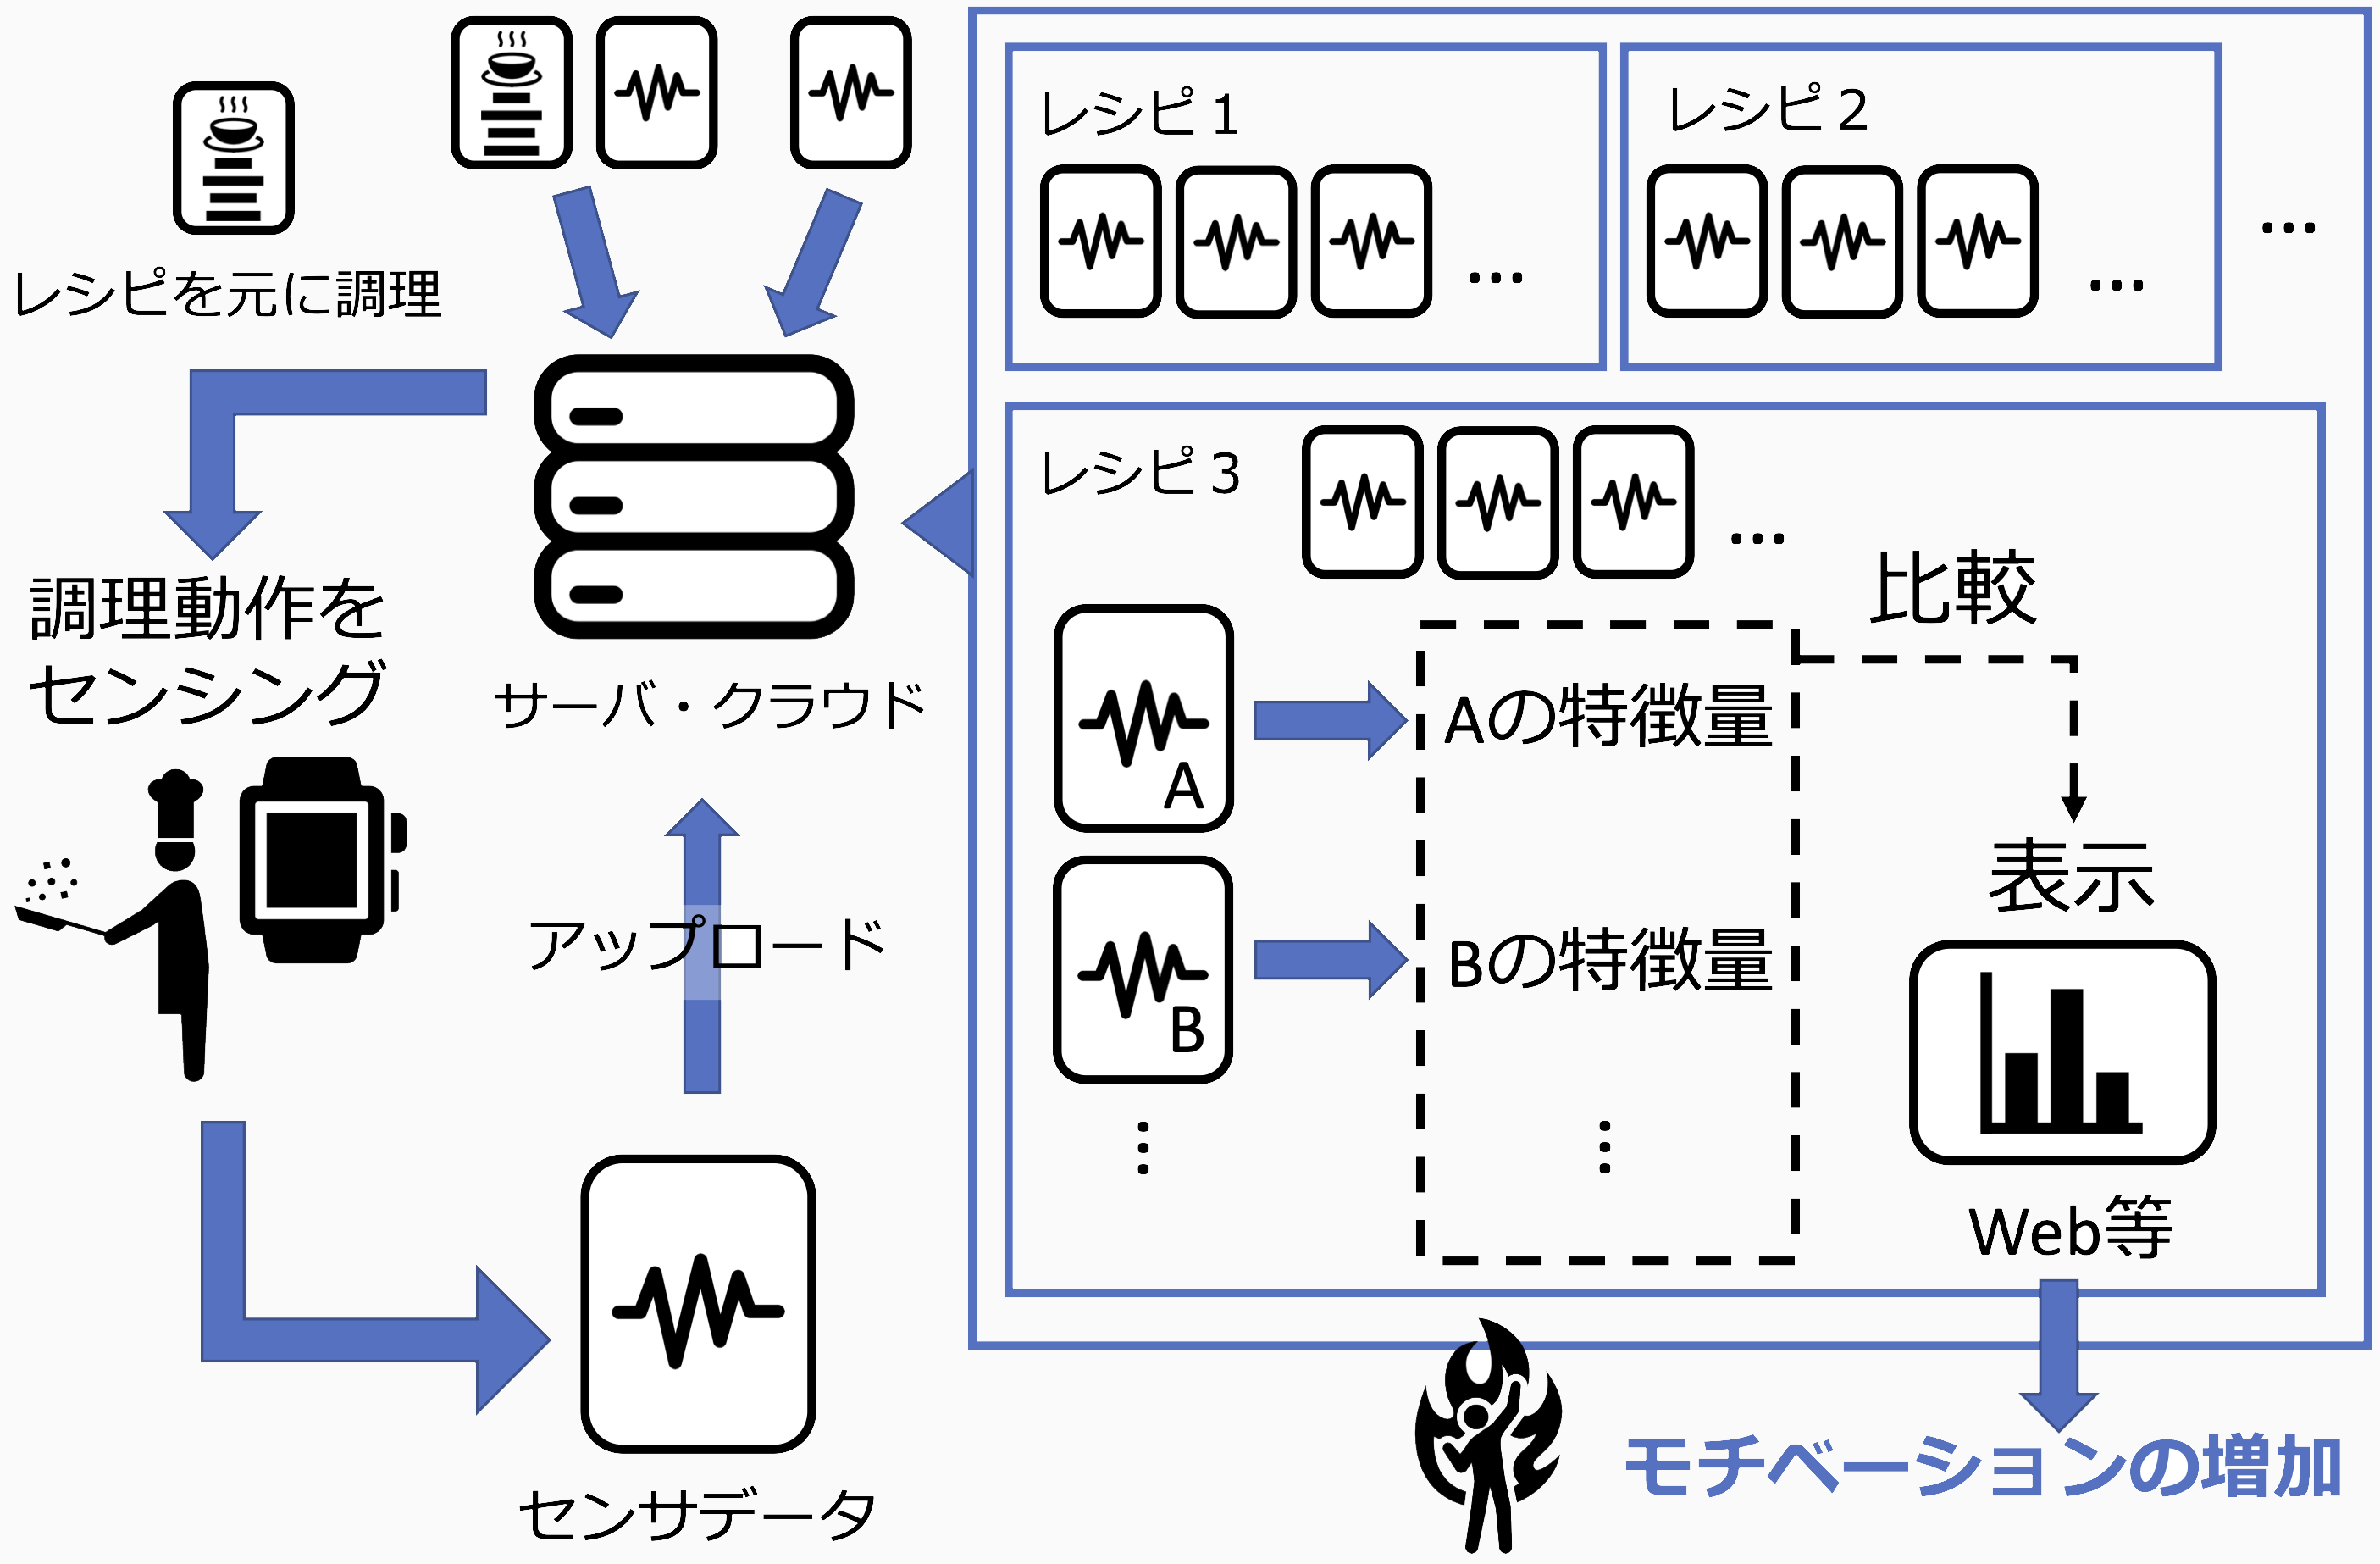 レシピを元に調理
調理動作を
センシング
サーバ・クラウド
アップロード
センサデータ
レシピ１
レシピ２
…
…
…
レシピ３
…
比較
A
Aの特徴量
B
Bの特徴量
⋮
⋮
表示
Web等
モチベーションの増加